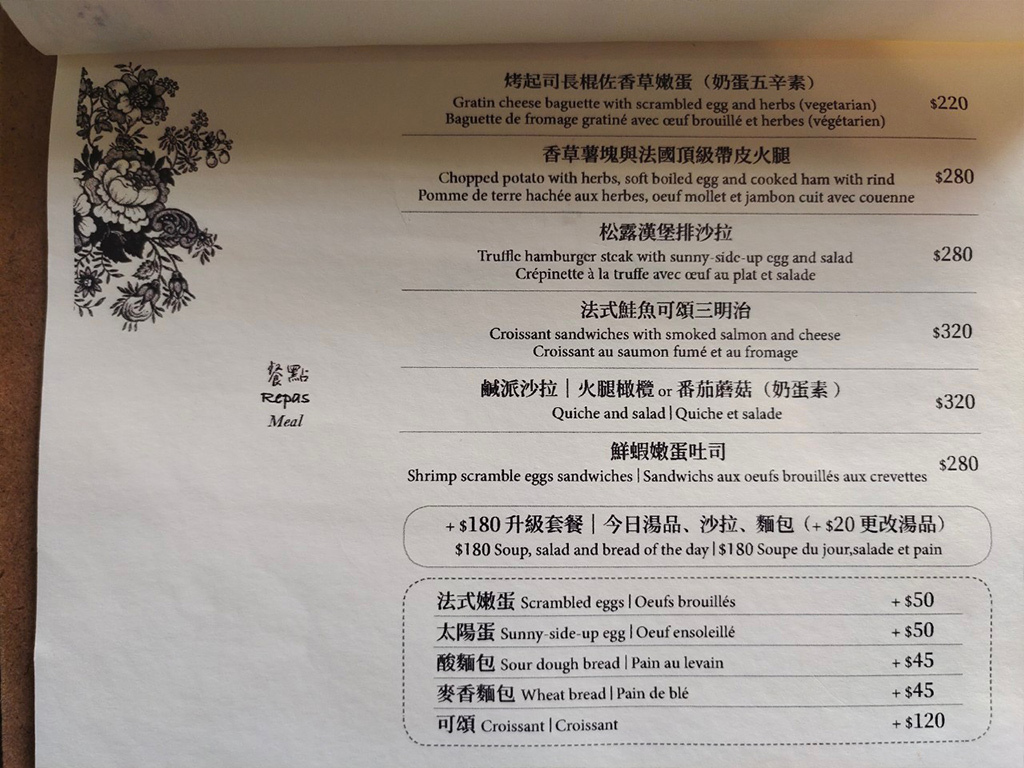 烤起司長棍佐香草嫩蛋（奶蛋五辛素）
Gratin cheese baguette with scrambled egg and herbs (vegetarian)
$220
Baguette de fromage gratiné avec œuf brouillé et herbes (végétarien)
香草薯塊與法國頂級帶皮火腿
Chopped potato with herbs, soft boiled egg and cooked ham with rind
$280
Pomme de terre hachée aux herbes, oeuf mollet et jambon cuit avec couenne
松露漢堡排沙拉
Truffle hamburger steak with sunny-side-up egg and salad
$280
Crépinette à la truffe avec œuf au plat et salade
法式鮭魚可頌三明治
Croissant sandwiches with smoked salmon and cheese
$320
Croissant au saumon fumé et au fromage
餐點
Repas
Meal
鹹派沙拉｜火腿橄欖 or 番茄蘑菇（奶蛋素）
Quiche and salad | Quiche et salade
$320
鮮蝦嫩蛋吐司
Shrimp scramble eggs sandwiches | Sandwichs aux oeufs brouillés aux crevettes
$280
+ $180 升級套餐｜今日湯品、沙拉、麵包（+ $20 更改湯品）
$180 Soup, salad and bread of the day | $180 Soupe du jour,salade et pain
法式嫩蛋 Scrambled eggs | Oeufs brouillés + $50
太陽蛋 Sunny-side-up egg | Oeuf ensoleillé + $50
酸麵包 Sour dough bread | Pain au levain + $45
麥香麵包 Wheat bread | Pain de blé + $45
可頌 Croissant | Croissant + $120